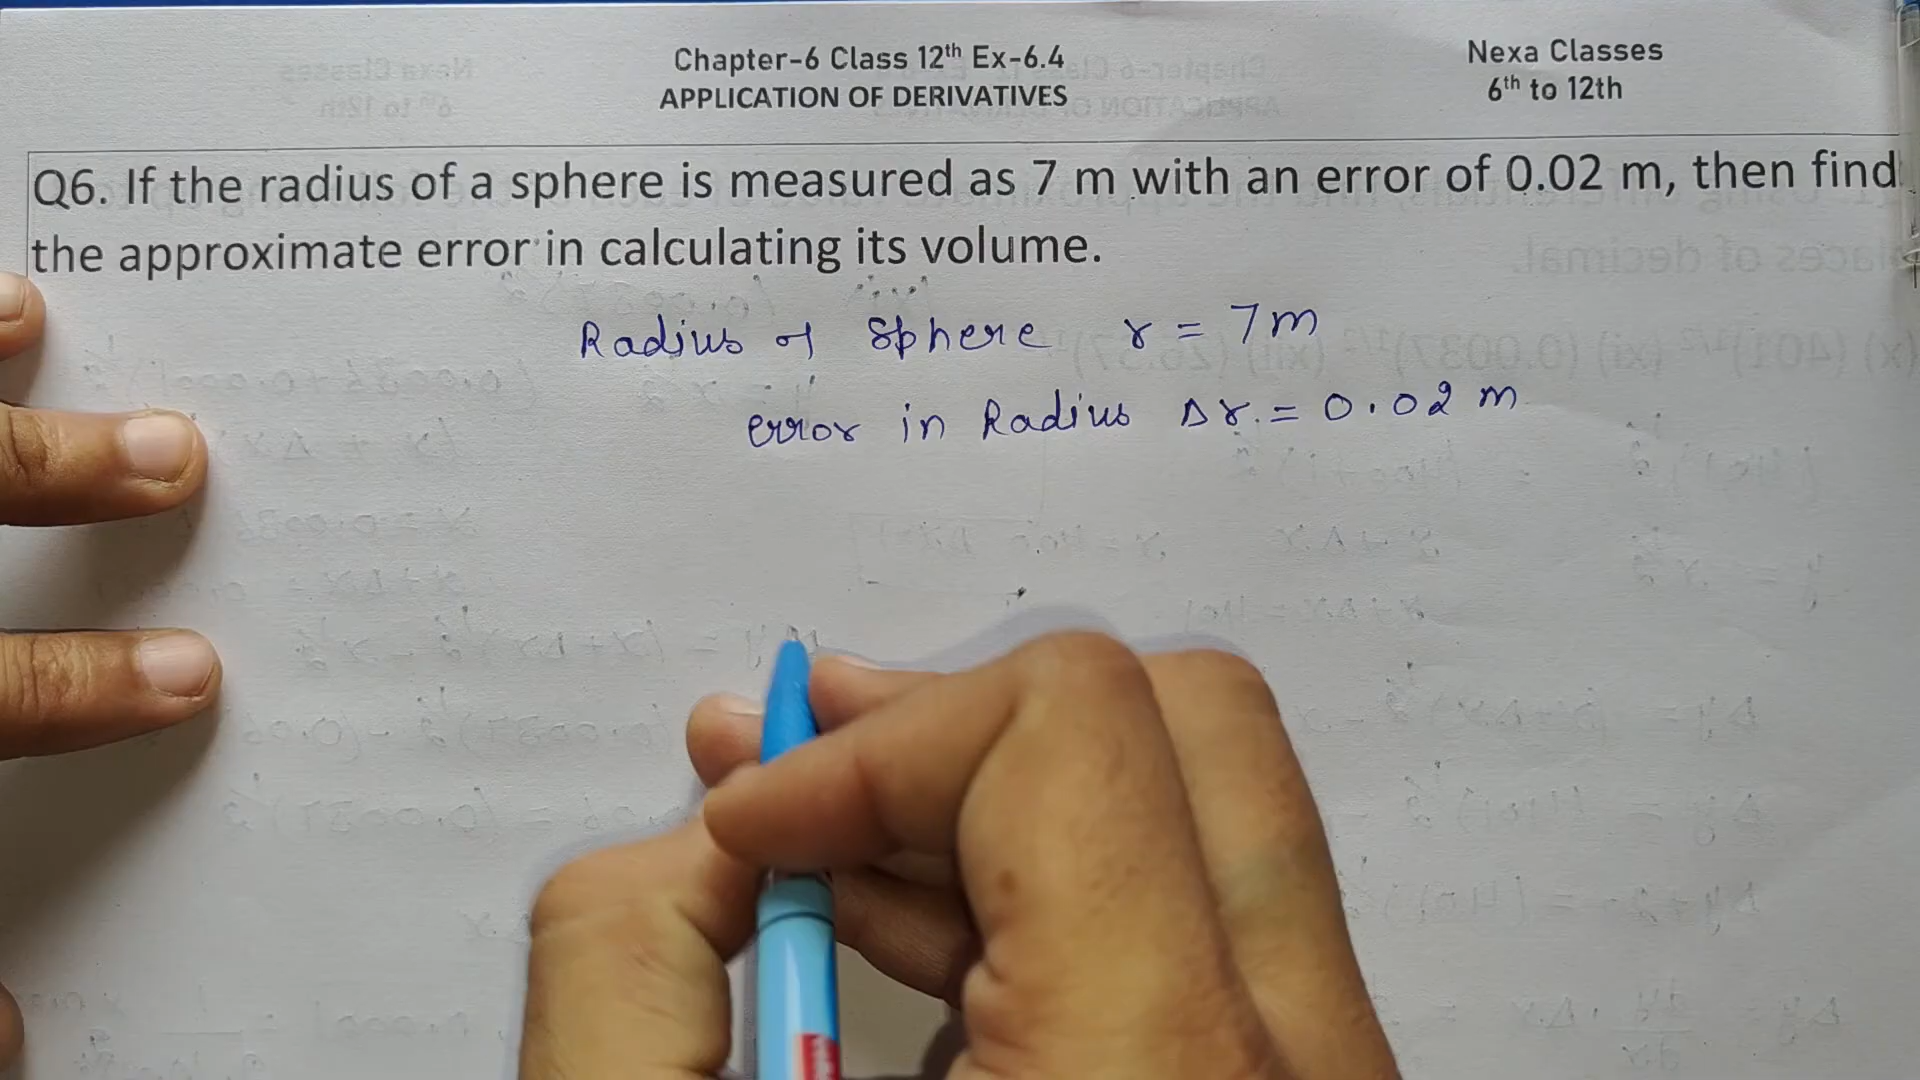 Chapter-6 Class 12th Ex-6.4
APPLICATION OF DERIVATIVES
Nexa Classes
6th to 12th
Q6. If the radius of a sphere is measured as 7 m with an error of 0.02 m, then find
the approximate error in calculating its volume.
Radius of Sphere r = 7m
error in Radius Δr = 0.02 m